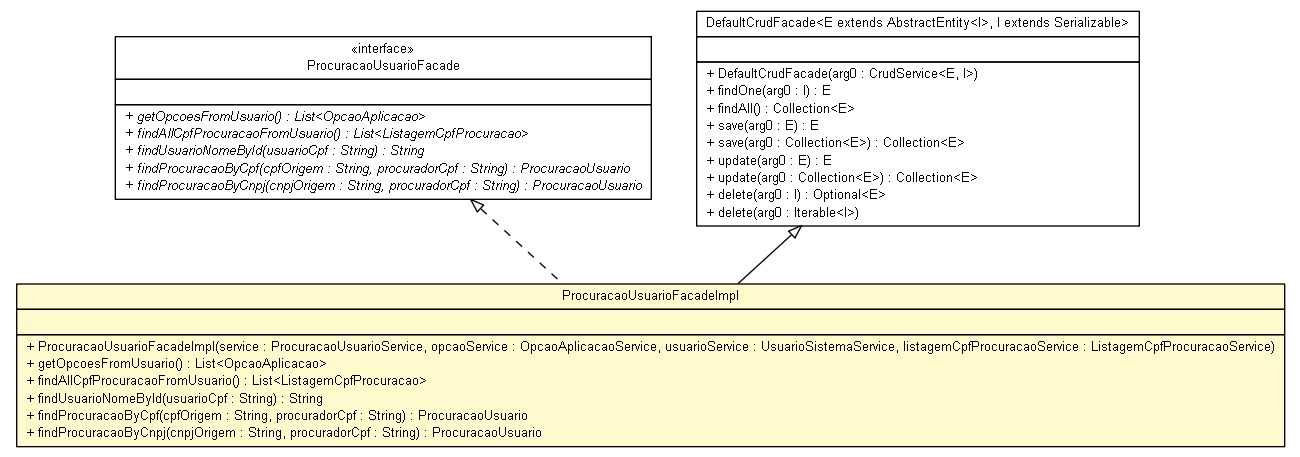 «interface»
ProcuracaoUsuarioFacade
+ getOpcoesFromUsuario() : List<OpcaoAplicacao>
+ findAllCpfProcuracaoFromUsuario() : List<ListagemCpfProcuracao>
+ findUsuarioNomeById(usuarioCpf : String) : String
+ findProcuracaoByCpf(cpfOrigem : String, procuradorCpf : String) : ProcuracaoUsuario
+ findProcuracaoByCnpj(cnpjOrigem : String, procuradorCpf : String) : ProcuracaoUsuario
DefaultCrudFacade<E extends AbstractEntity<I>, I extends Serializable>
+ DefaultCrudFacade(arg0 : CrudService<E, I>)
+ findOne(arg0 : I) : E
+ findAll() : Collection<E>
+ save(arg0 : E) : E
+ save(arg0 : Collection<E>) : Collection<E>
+ update(arg0 : E) : E
+ update(arg0 : Collection<E>) : Collection<E>
+ delete(arg0 : I) : Optional<E>
+ delete(arg0 : Iterable<I>)
ProcuracaoUsuarioFacadeImpl
+ ProcuracaoUsuarioFacadeImpl(service : ProcuracaoUsuarioService, opcaoService : OpcaoAplicacaoService, usuarioService : UsuarioSistemaService, listagemCpfProcuracaoService : ListagemCpfProcuracaoService)
+ getOpcoesFromUsuario() : List<OpcaoAplicacao>
+ findAllCpfProcuracaoFromUsuario() : List<ListagemCpfProcuracao>
+ findUsuarioNomeById(usuarioCpf : String) : String
+ findProcuracaoByCpf(cpfOrigem : String, procuradorCpf : String) : ProcuracaoUsuario
+ findProcuracaoByCnpj(cnpjOrigem : String, procuradorCpf : String) : ProcuracaoUsuario